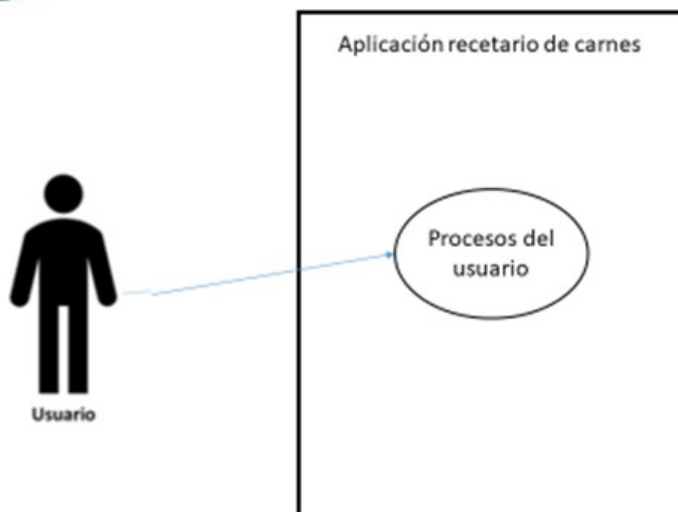 Aplicación recetario de carnes
Procesos del
usuario
Usuario